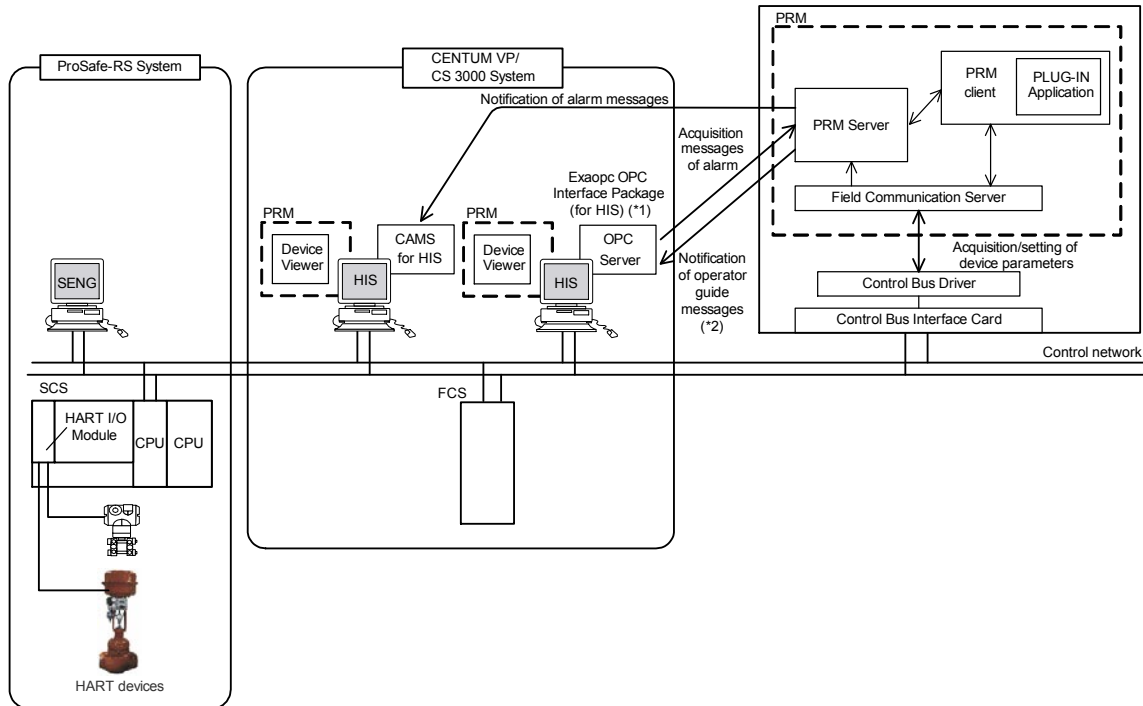 ProSafe-RS System
SENG
SCS
HART I/O
Module
CPU
CPU
HART devices
CENTUM VP/
CS 3000 System
Notification of alarm messages
PRM
Device
Viewer
CAMS
for HIS
HIS
PRM
Device
Viewer
HIS
Exaopc OPC
Interface Package
(for HIS) (*1)
OPC
Server
Acquisition
messages
of alarm
Notification
of operator
guide
messages
(*2)
FCS
PRM
PRM Server
PRM
client
PLUG-IN
Application
Field Communication Server
Acquisition/setting of
device parameters
Control Bus Driver
Control Bus Interface Card
Control network